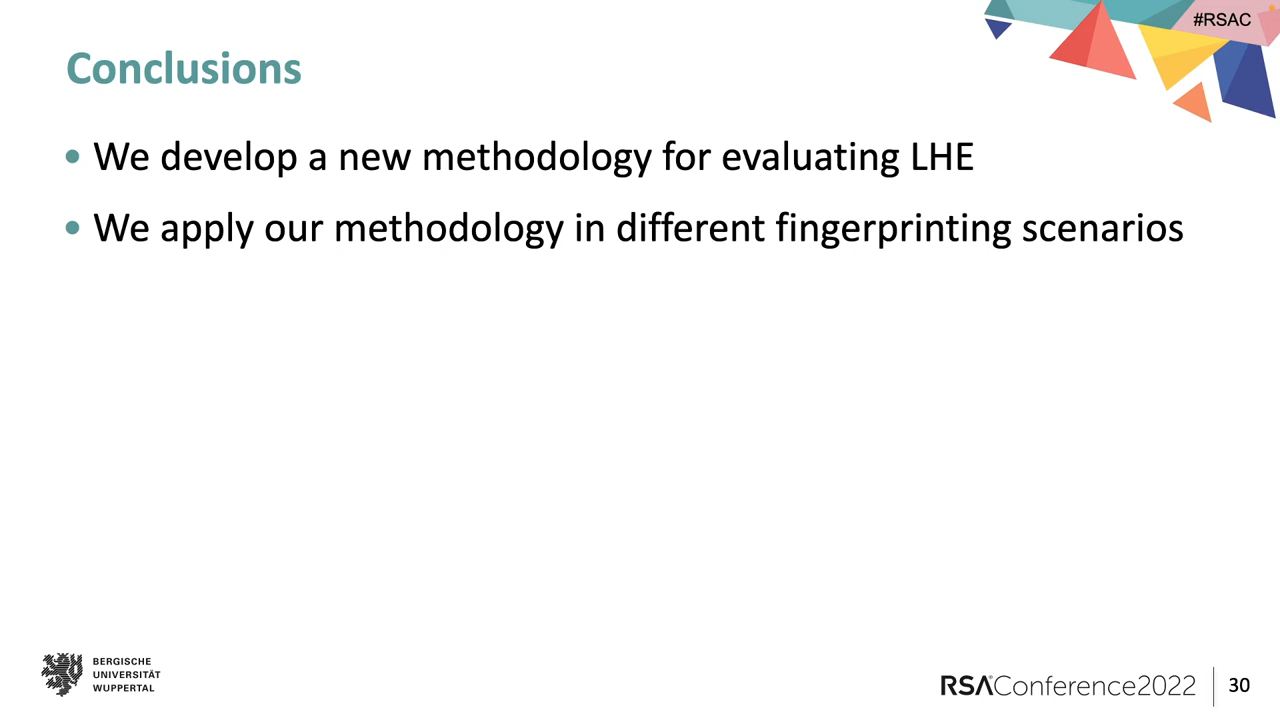 #RSAC
Conclusions
• We develop a new methodology for evaluating LHE
• We apply our methodology in different fingerprinting scenarios
BERGISCHE
UNIVERSITÄT
WUPPERTAL
RSAConference2022
30